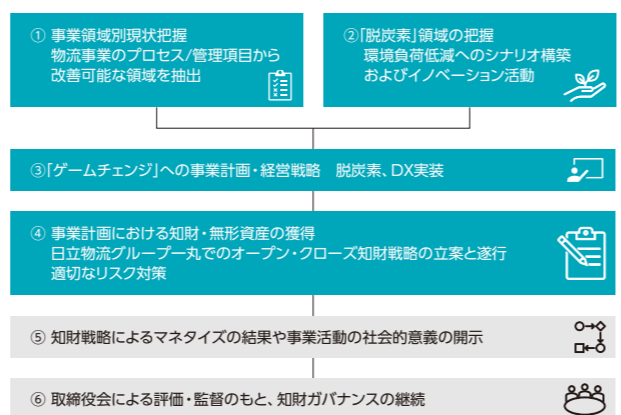 ① 事業領域別現状把握
物流事業のプロセス/管理項目から
改善可能な領域を抽出
②「脱炭素」領域の把握
環境負荷低減へのシナリオ構築
およびイノベーション活動
③「ゲームチェンジ」への事業計画・経営戦略　脱炭素、DX実装
④ 事業計画における知財・無形資産の獲得
日立物流グループ一丸でのオープン・クローズ知財戦略の立案と遂行
適切なリスク対策
⑤ 知財戦略によるマネタイズの結果や事業活動の社会的意義の開示
⑥ 取締役会による評価・監督のもと、知財ガバナンスの継続